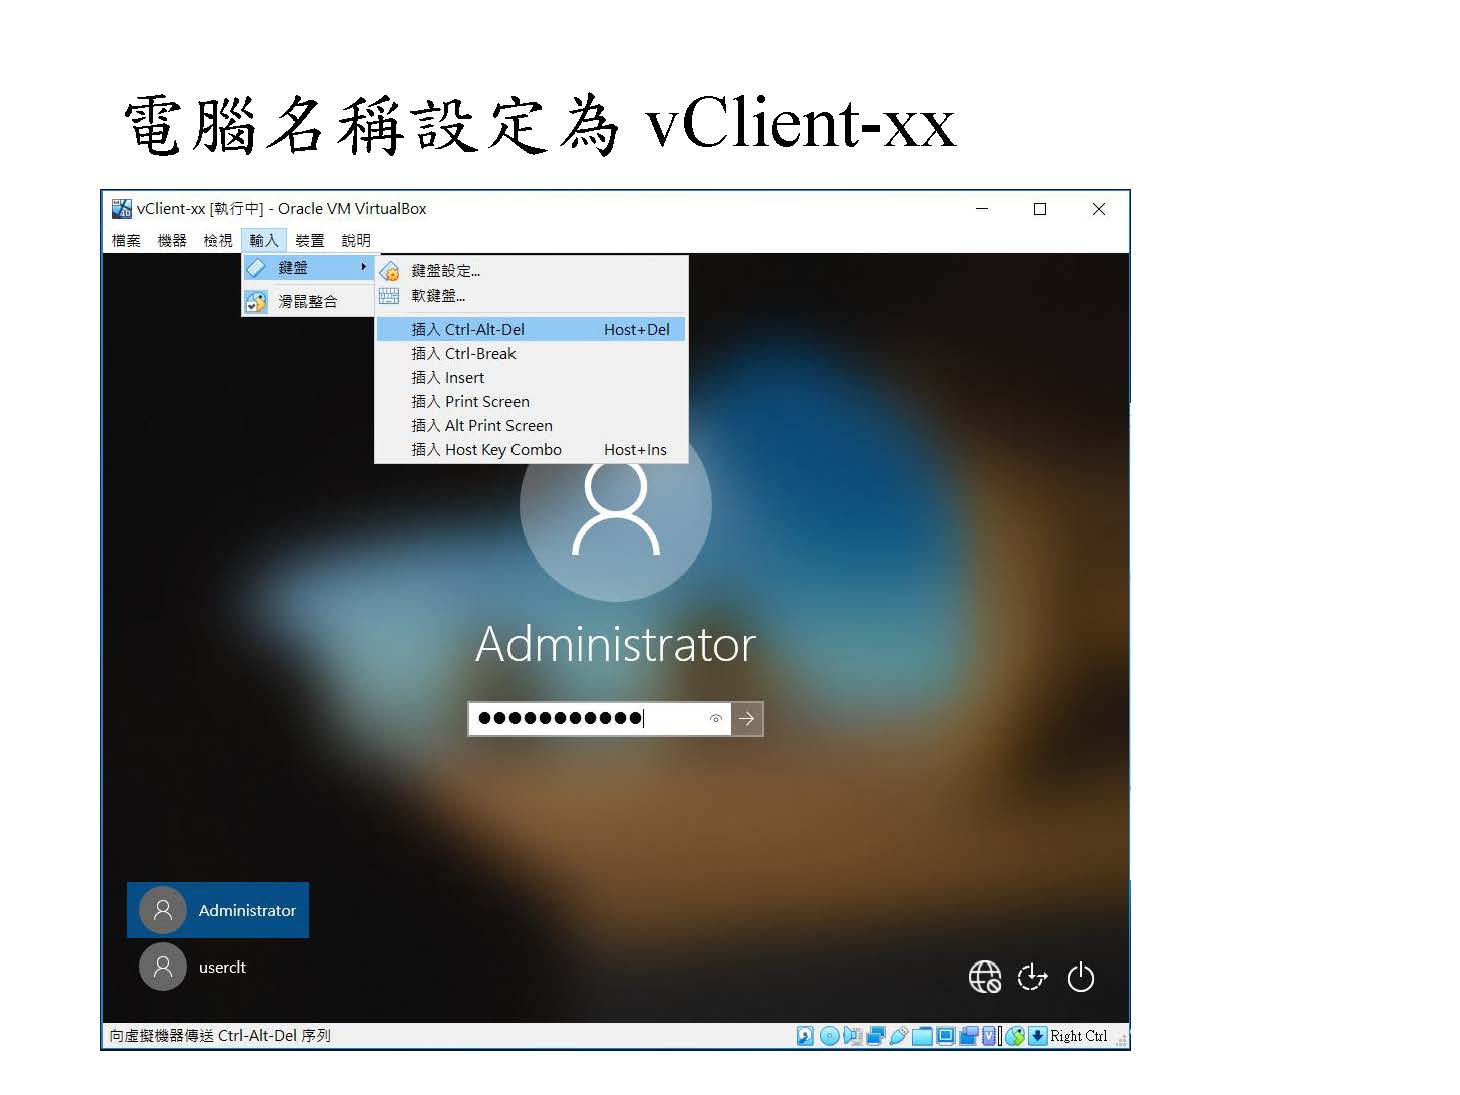 電腦名稱設定為 vClient-xx
vClient-xx [執行中] - Oracle VM VirtualBox
檔案 機器 檢視 輸入 裝置 說明
鍵盤
滑鼠整合
鍵盤設定...
軟鍵盤...
插入 Ctrl-Alt-Del Host+Del
插入 Ctrl-Break
插入 Insert
插入 Print Screen
插入 Alt Print Screen
插入 Host Key Combo Host+Ins
Administrator
Administrator
userclt
向虛擬機器傳送 Ctrl-Alt-Del 序列
Right Ctrl